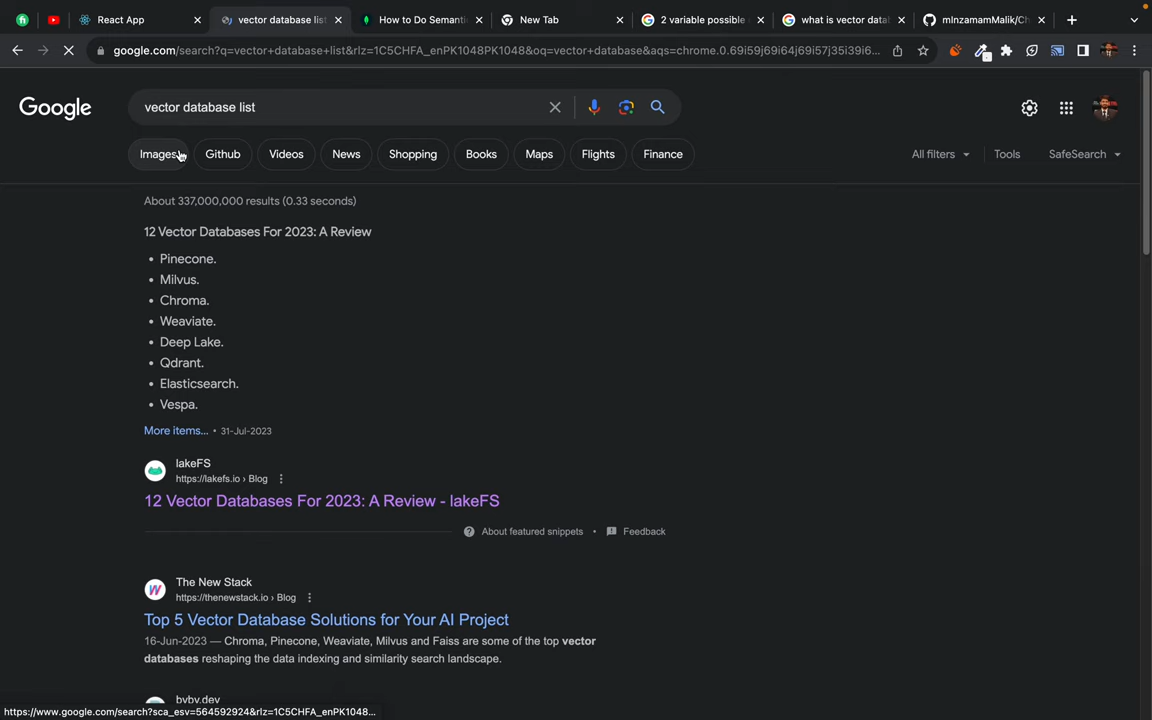 React App
vector database list
How to Do Semanti
New Tab
2 variable possible
what is vector data
mInzamamMalik/Ch
google.com/search?q=vector+database+list&rlz=1C5CHFA_enPK1048PK1048&oq=vector+database&aqs=chrome.0.69i59j69i64j69i57j35i39i6...
Google
vector database list
Images
Github
Videos
News
Shopping
Books
Maps
Flights
Finance
All filters
Tools
SafeSearch
About 337,000,000 results (0.33 seconds)
12 Vector Databases For 2023: A Review
• Pinecone.
• Milvus.
• Chroma.
• Weaviate.
• Deep Lake.
• Qdrant.
• Elasticsearch.
• Vespa.
More items... • 31-Jul-2023
lakeFS
https://lakefs.io › Blog
12 Vector Databases For 2023: A Review - lakeFS
About featured snippets • Feedback
The New Stack
https://thenewstack.io › Blog
Top 5 Vector Database Solutions for Your AI Project
16-Jun-2023 — Chroma, Pinecone, Weaviate, Milvus and Faiss are some of the top vector
databases reshaping the data indexing and similarity search landscape.
byby.dev
https://www.google.com/search?sca_esv=564592924&rlz=1C5CHFA_enPK1048...